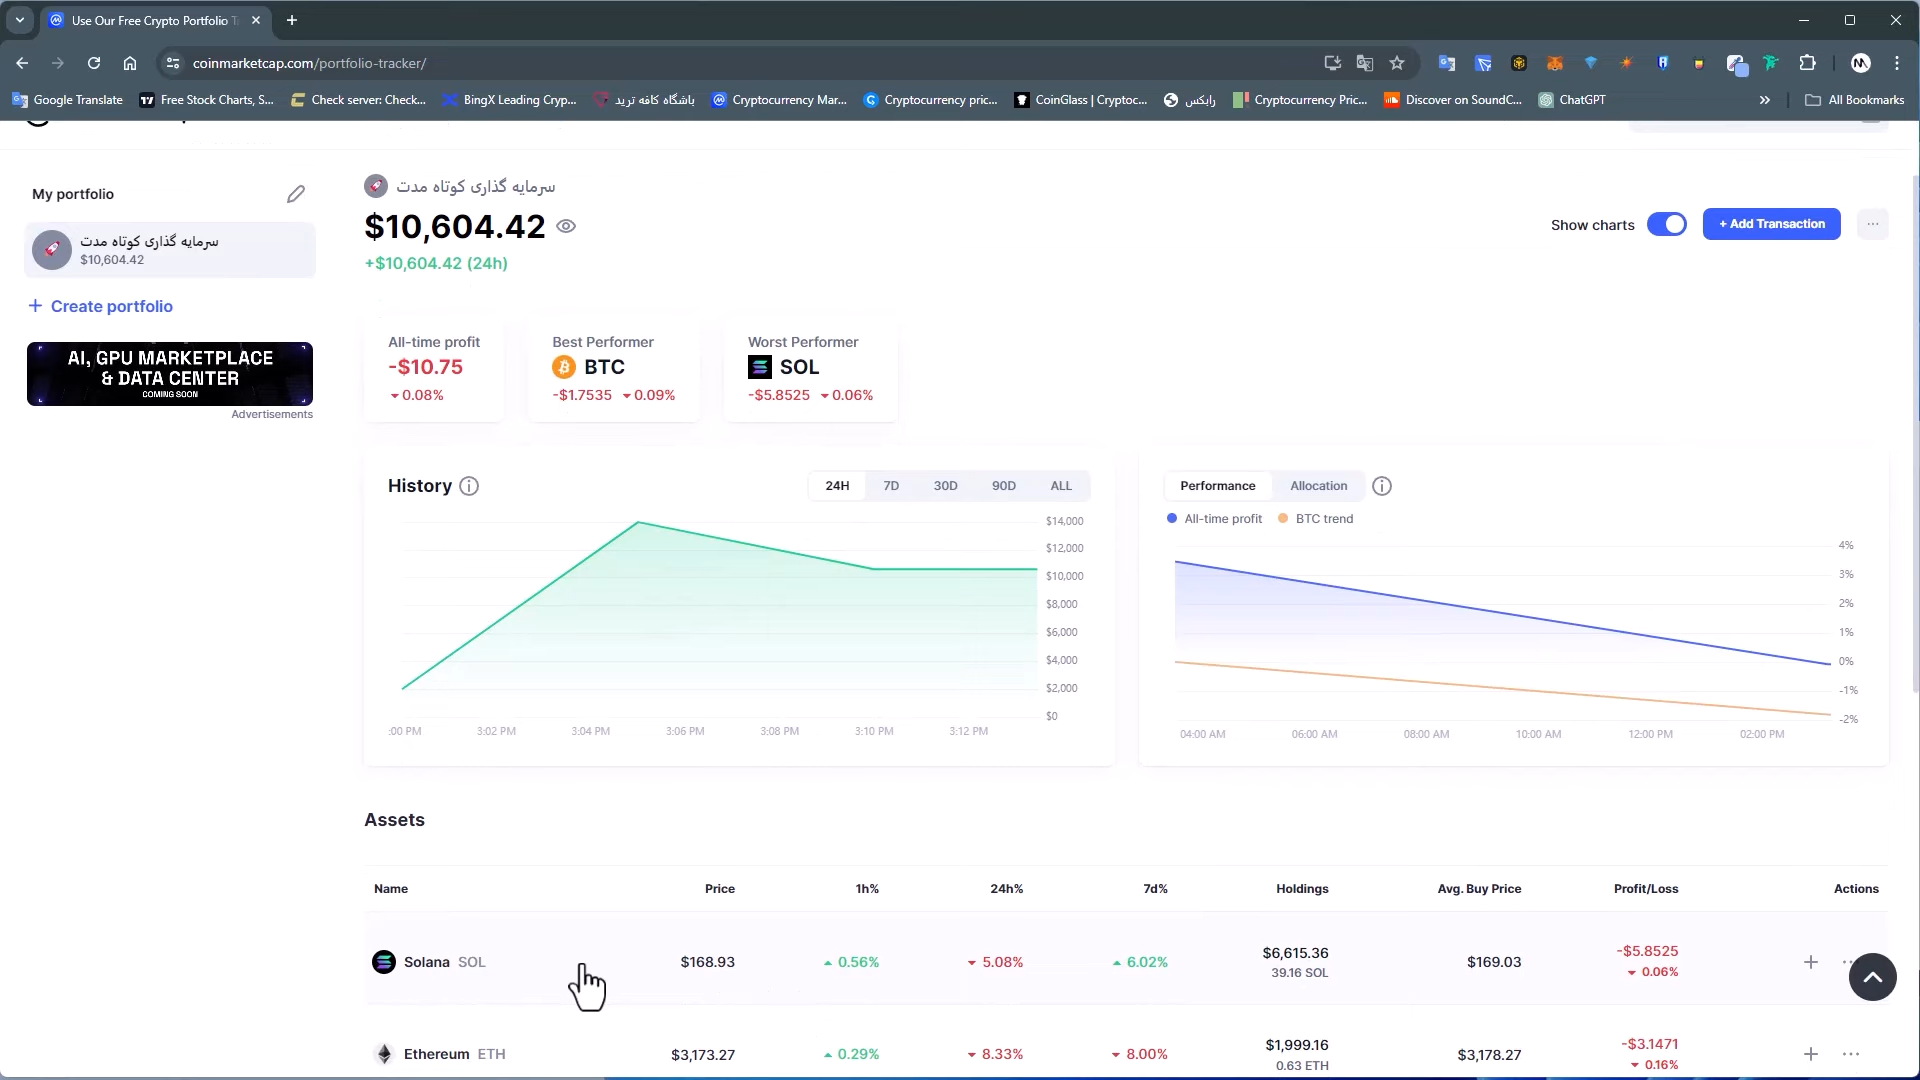 Use Our Free Crypto Portfolio T
coinmarketcap.com/portfolio-tracker/
Google Translate
Free Stock Charts, S...
Check server: Check...
BingX Leading Cryp...
باشگاه کافه ترید
Cryptocurrency Mar...
Cryptocurrency pric...
CoinGlass | Cryptoc...
رابکس
Cryptocurrency Pric...
Discover on SoundC...
ChatGPT
All Bookmarks
My portfolio
سرمایه گذاری کوتاه مدت
$10,604.42
+ Create portfolio
AI, GPU MARKETPLACE
& DATA CENTER
COMING SOON
Advertisements
سرمایه گذاری کوتاه مدت
$10,604.42
+$10,604.42 (24h)
Show charts
+ Add Transaction
All-time profit
-$10.75
0.08%
Best Performer
BTC
-$1.7535 0.09%
Worst Performer
SOL
-$5.8525 0.06%
History
24H 7D 30D 90D ALL
$14,000
$12,000
$10,000
$8,000
$6,000
$4,000
$2,000
$0
:00 PM 3:02 PM 3:04 PM 3:06 PM 3:08 PM 3:10 PM 3:12 PM
Performance Allocation
All-time profit BTC trend
4%
3%
2%
1%
0%
-1%
-2%
04:00 AM 06:00 AM 08:00 AM 10:00 AM 12:00 PM 02:00 PM
Assets
Name Price 1h% 24h% 7d% Holdings Avg. Buy Price Profit/Loss Actions
Solana SOL $168.93 0.56% 5.08% 6.02% $6,615.36 $169.03 -$5.8525
39.16 SOL 0.06%
Ethereum ETH $3,173.27 0.29% 8.33% 8.00% $1,999.16 $3,178.27 -$3.1471
0.63 ETH 0.16%